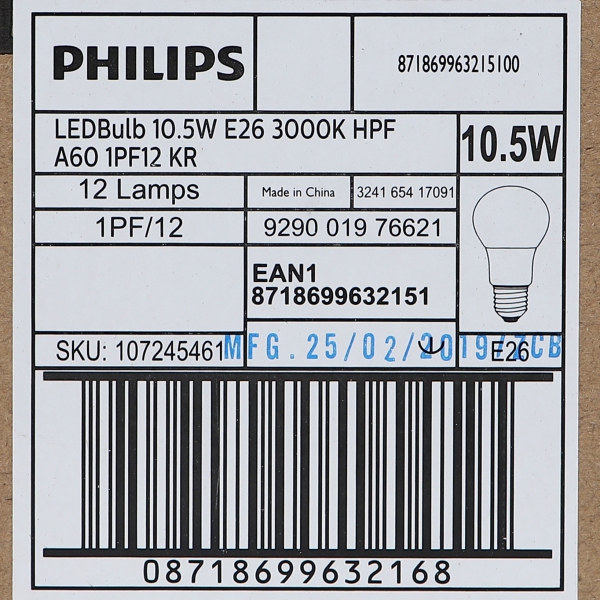 PHILIPS
871869963215100
LEDBulb 10.5W E26 3000K HPF
A60 1PF12 KR
10.5W
12 Lamps
Made in China
3241 654 17091
1PF/12
9290 019 76621
EAN1
8718699632151
SKU: 107245461
MFG. 25/02/2019/ZCB
E26
08718699632168